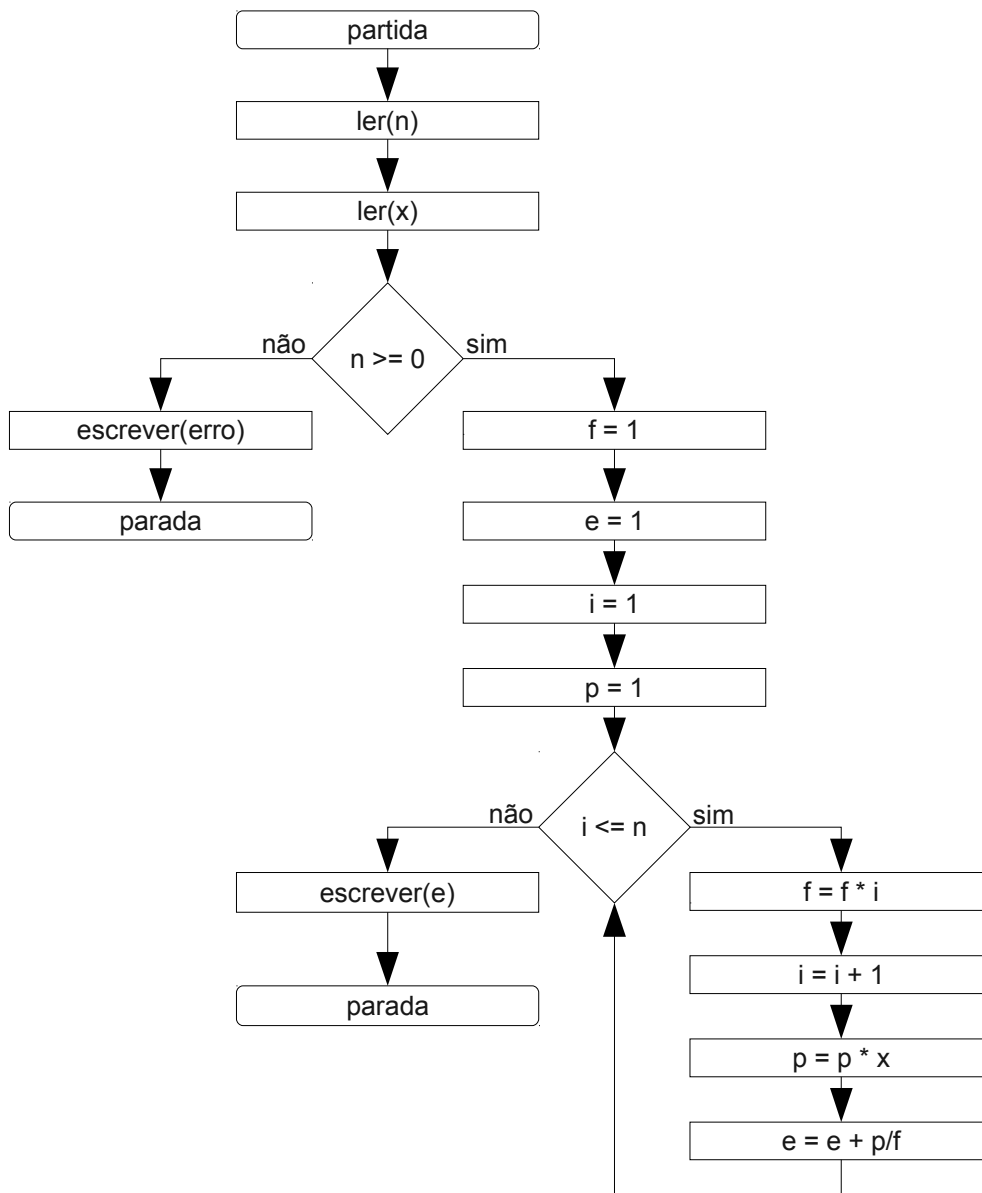 partida
ler(n)
ler(x)
não
sim
n >= 0
escrever(erro)
parada
f = 1
e = 1
i = 1
p = 1
não
sim
i <= n
escrever(e)
parada
f = f * i
i = i + 1
p = p * x
e = e + p/f